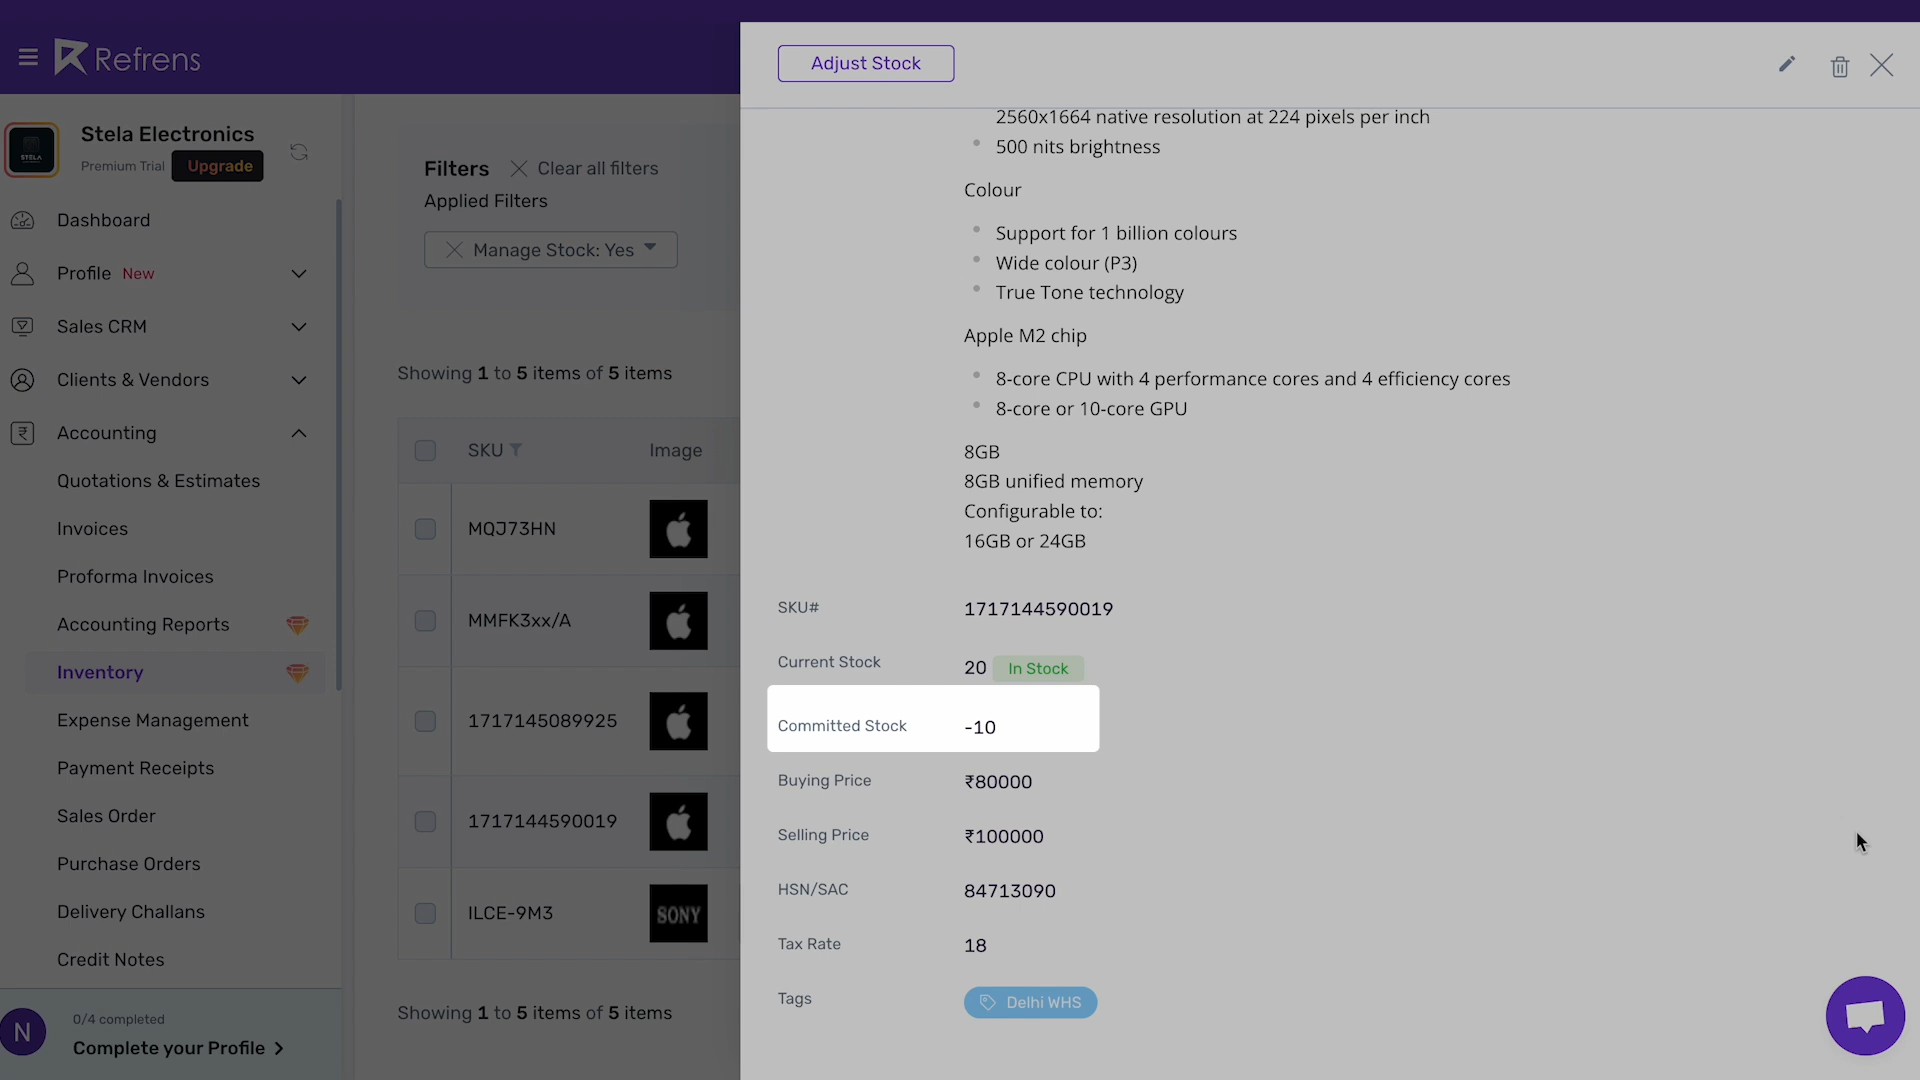 Refrens
Stela Electronics
Premium Trial
Upgrade
Dashboard
Profile New
Sales CRM
Clients & Vendors
Accounting
Quotations & Estimates
Invoices
Proforma Invoices
Accounting Reports
Inventory
Expense Management
Payment Receipts
Sales Order
Purchase Orders
Delivery Challans
Credit Notes
N
0/4 completed
Complete your Profile
STELA
Filters
Clear all filters
Applied Filters
Manage Stock: Yes
Showing 1 to 5 items of 5 items
SKU
Image
MQJ73HN
MMFK3xx/A
1717145089925
1717144590019
ILCE-9M3
SONY
Showing 1 to 5 items of 5 items
Adjust Stock
2560x1664 native resolution at 224 pixels per inch
500 nits brightness
Colour
Support for 1 billion colours
Wide colour (P3)
True Tone technology
Apple M2 chip
8-core CPU with 4 performance cores and 4 efficiency cores
8-core or 10-core GPU
8GB
8GB unified memory
Configurable to:
16GB or 24GB
SKU# 1717144590019
Current Stock 20 In Stock
Committed Stock -10
Buying Price ₹80000
Selling Price ₹100000
HSN/SAC 84713090
Tax Rate 18
Tags Delhi WHS